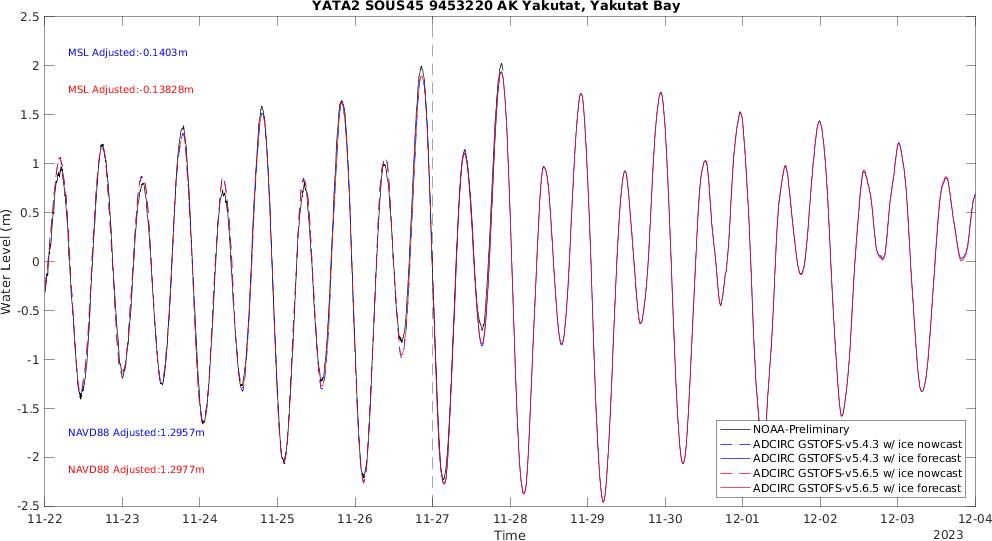 YATA2 SOUS45 9453220 AK Yakutat, Yakutat Bay
MSL Adjusted:-0.1403m
MSL Adjusted:-0.13828m
NAVD88 Adjusted:1.2957m
NAVD88 Adjusted:1.2977m
Water Level (m)
2.5
2
1.5
1
0.5
0
-0.5
-1
-1.5
-2
-2.5
NOAA-Preliminary
ADCIRC GSTOFS-v5.4.3 w/ ice nowcast
ADCIRC GSTOFS-v5.4.3 w/ ice forecast
ADCIRC GSTOFS-v5.6.5 w/ ice nowcast
ADCIRC GSTOFS-v5.6.5 w/ ice forecast
11-22 11-23 11-24 11-25 11-26 11-27 11-28 11-29 11-30 12-01 12-02 12-03 12-04
Time
2023